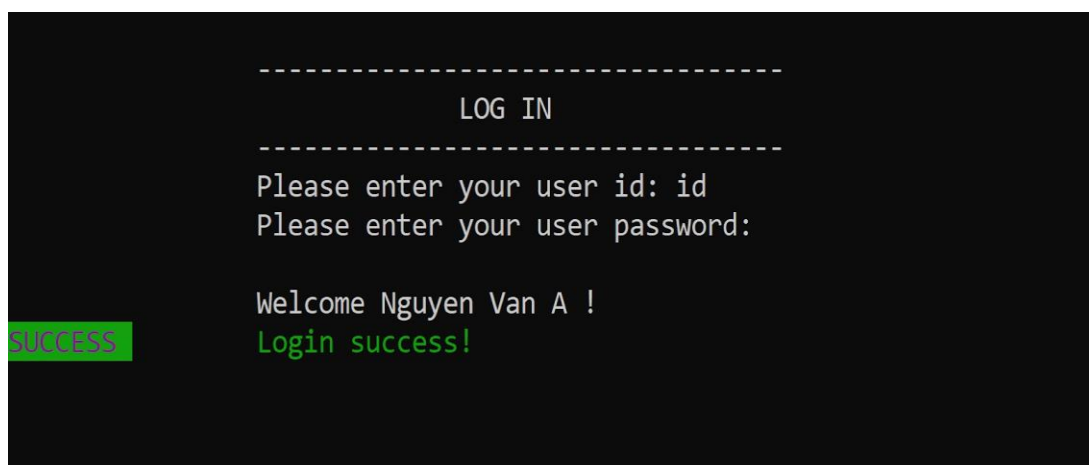 ----------------------------------
LOG IN
----------------------------------
Please enter your user id: id
Please enter your user password:
Welcome Nguyen Van A !
SUCCESS Login success!